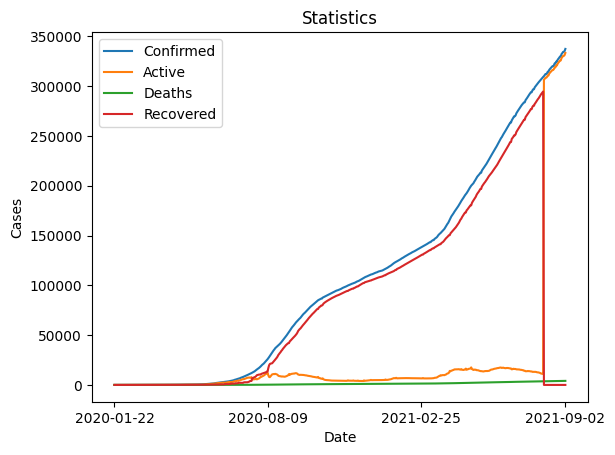 Statistics
350000
300000
250000
200000
150000
100000
50000
0
Cases
Confirmed
Active
Deaths
Recovered
2020-01-22 2020-08-09 2021-02-25 2021-09-02
Date